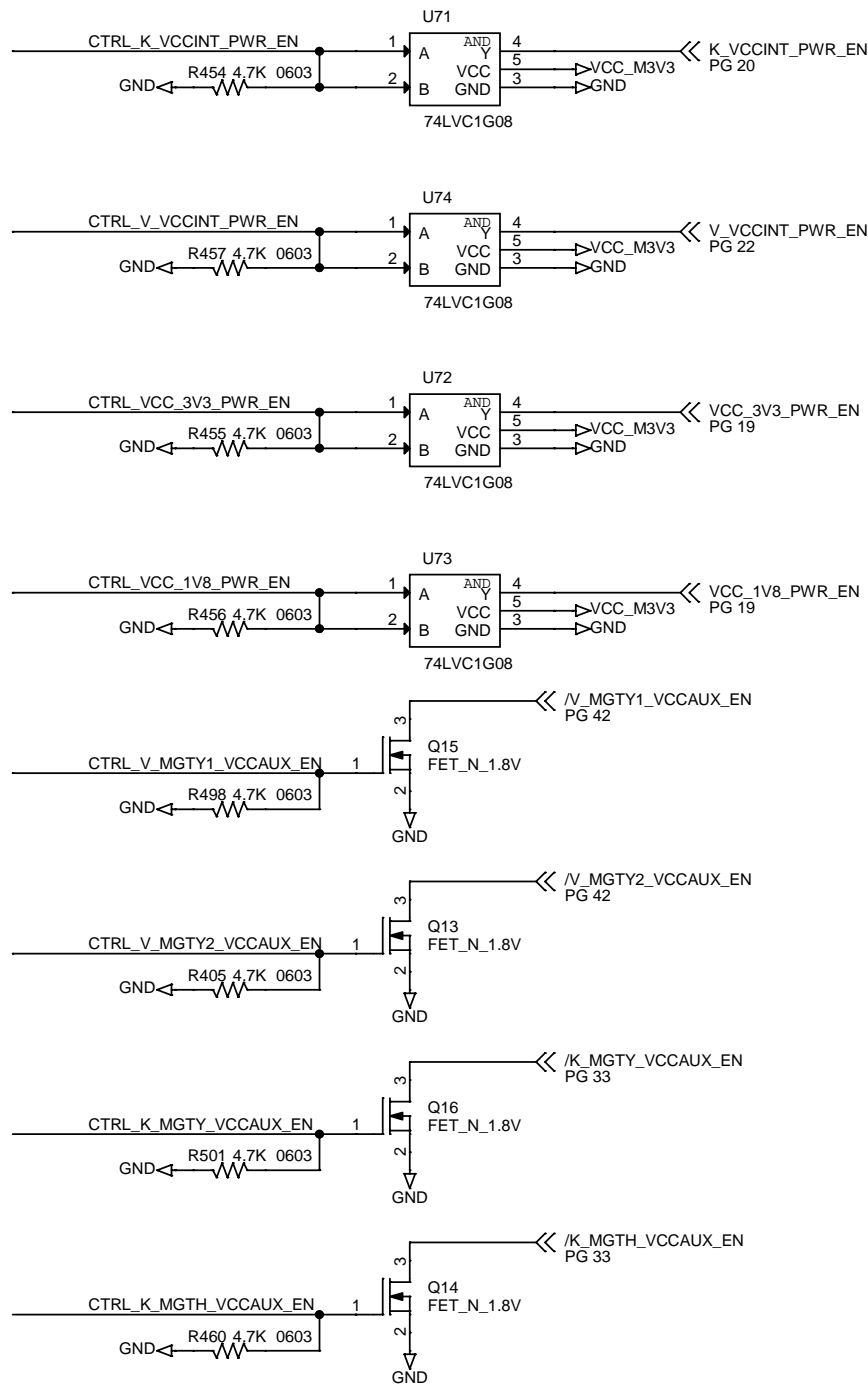 U71
CTRL_K_VCCINT_PWR_EN 1 A AND Y 4 K_VCCINT_PWR_EN
PG 20
VCC 5 VCC_M3V3
GND R454 4.7K 0603 2 B GND 3 GND
74LVC1G08
U74
CTRL_V_VCCINT_PWR_EN 1 A AND Y 4 V_VCCINT_PWR_EN
PG 22
VCC 5 VCC_M3V3
GND R457 4.7K 0603 2 B GND 3 GND
74LVC1G08
U72
CTRL_VCC_3V3_PWR_EN 1 A AND Y 4 VCC_3V3_PWR_EN
PG 19
VCC 5 VCC_M3V3
GND R455 4.7K 0603 2 B GND 3 GND
74LVC1G08
U73
CTRL_VCC_1V8_PWR_EN 1 A AND Y 4 VCC_1V8_PWR_EN
PG 19
VCC 5 VCC_M3V3
GND R456 4.7K 0603 2 B GND 3 GND
74LVC1G08
/V_MGTY1_VCCAUX_EN
PG 42
3
Q15
FET_N_1.8V
CTRL_V_MGTY1_VCCAUX_EN 1
2
GND R498 4.7K 0603
GND
/V_MGTY2_VCCAUX_EN
PG 42
3
Q13
FET_N_1.8V
CTRL_V_MGTY2_VCCAUX_EN 1
2
GND R405 4.7K 0603
GND
/K_MGTY_VCCAUX_EN
PG 33
3
Q16
FET_N_1.8V
CTRL_K_MGTY_VCCAUX_EN 1
2
GND R501 4.7K 0603
GND
/K_MGTH_VCCAUX_EN
PG 33
3
Q14
FET_N_1.8V
CTRL_K_MGTH_VCCAUX_EN 1
2
GND R460 4.7K 0603
GND